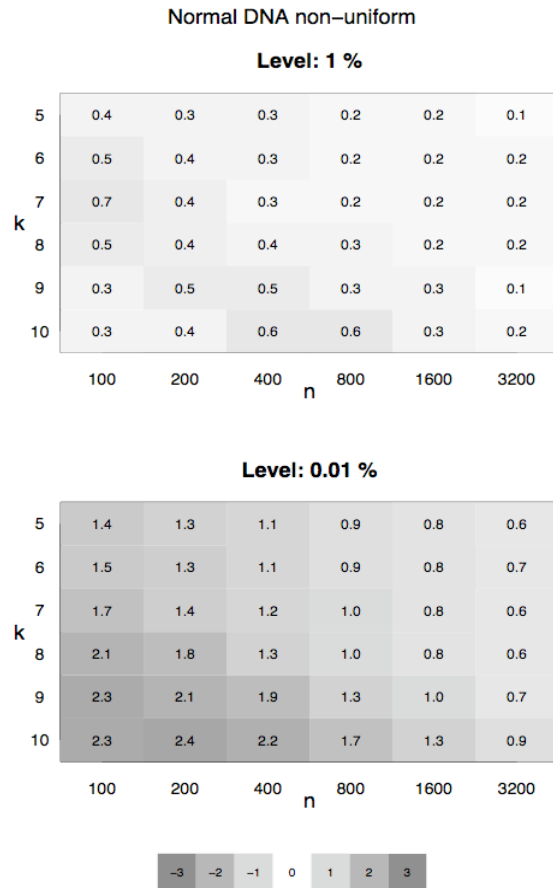 Normal DNA non−uniform
Level: 1 %
5 0.4 0.3 0.3 0.2 0.2 0.1
6 0.5 0.4 0.3 0.2 0.2 0.2
7 0.7 0.4 0.3 0.2 0.2 0.2
k
8 0.5 0.4 0.4 0.3 0.2 0.2
9 0.3 0.5 0.5 0.3 0.3 0.1
10 0.3 0.4 0.6 0.6 0.3 0.2
100 200 400 800 1600 3200
n
Level: 0.01 %
5 1.4 1.3 1.1 0.9 0.8 0.6
6 1.5 1.3 1.1 0.9 0.8 0.7
7 1.7 1.4 1.2 1.0 0.8 0.6
k
8 2.1 1.8 1.3 1.0 0.8 0.6
9 2.3 2.1 1.9 1.3 1.0 0.7
10 2.3 2.4 2.2 1.7 1.3 0.9
100 200 400 800 1600 3200
n
−3 −2 −1 0 1 2 3